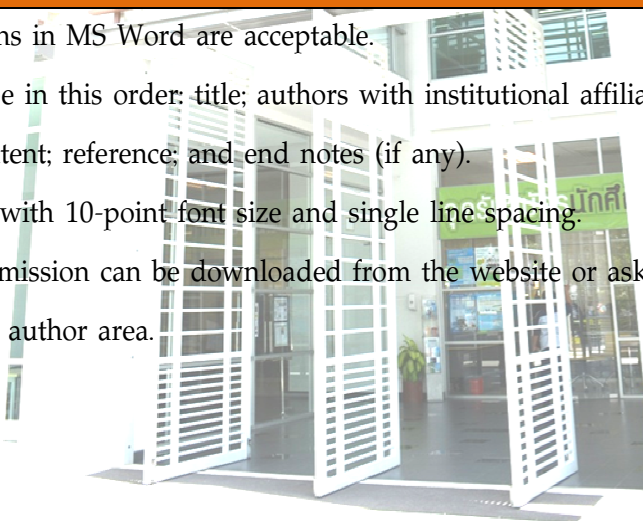 ns in MS Word are acceptable.
e in this order: title; authors with institutional affilia
tent; reference; and end notes (if any).
with 10-point font size and single line spacing.
mission can be downloaded from the website or ask
author area.